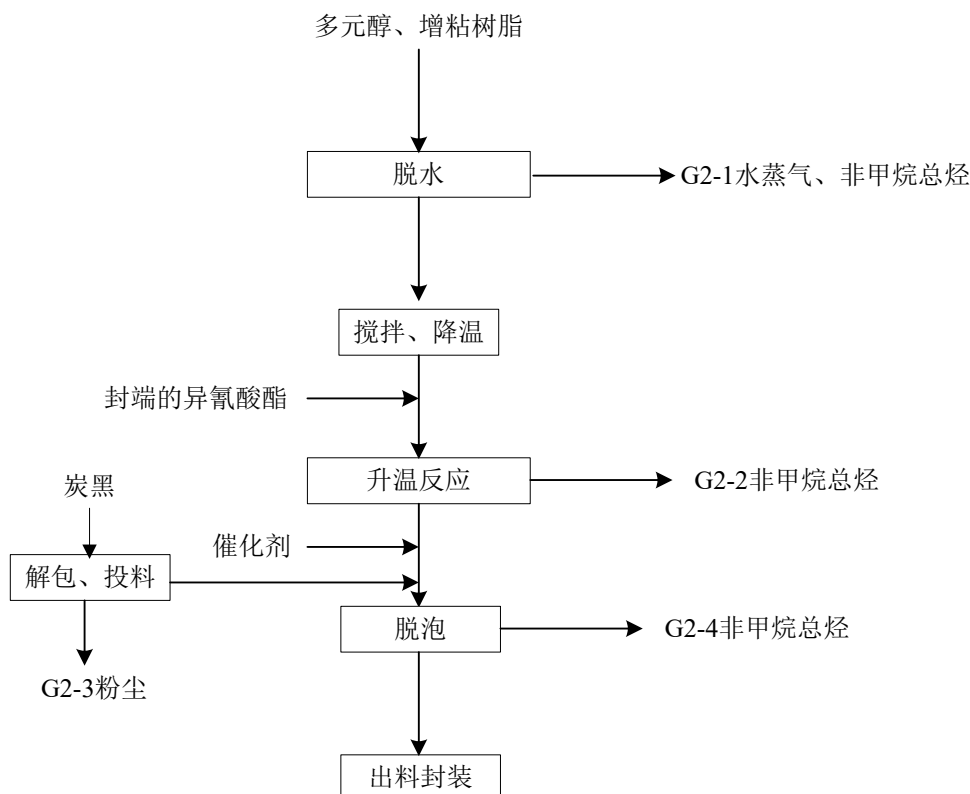 多元醇、增粘树脂
脱水
G2-1水蒸气、非甲烷总烃
搅拌、降温
封端的异氰酸酯
升温反应
G2-2非甲烷总烃
炭黑
催化剂
解包、投料
脱泡
G2-4非甲烷总烃
G2-3粉尘
出料封装